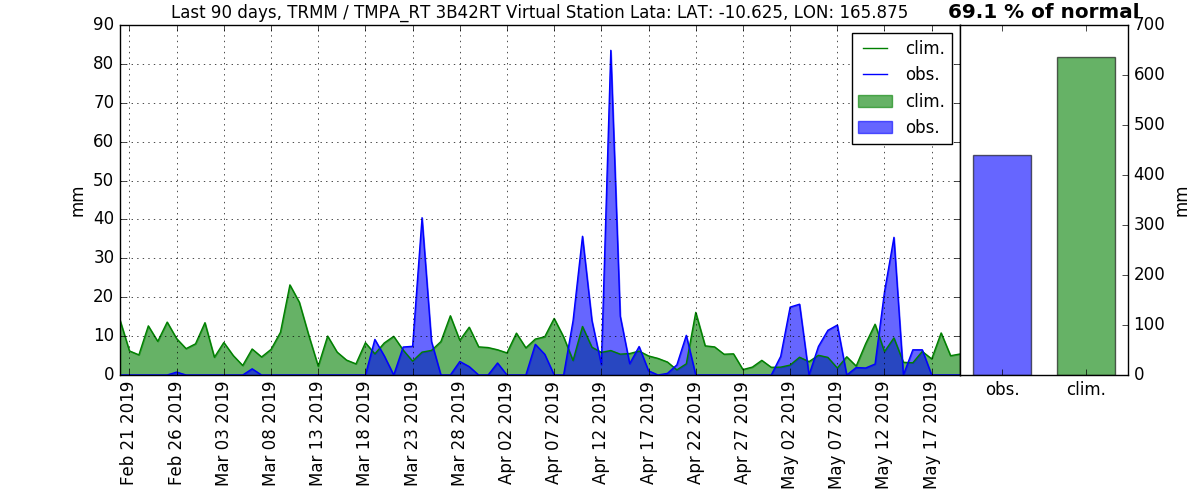 Last 90 days, TRMM / TMPA_RT 3B42RT Virtual Station Lata: LAT: -10.625, LON: 165.875
69.1 % of normal
90
80
70
60
50
40
30
20
10
0
mm
clim.
obs.
clim.
obs.
Feb 21 2019
Feb 26 2019
Mar 03 2019
Mar 08 2019
Mar 13 2019
Mar 18 2019
Mar 23 2019
Mar 28 2019
Apr 02 2019
Apr 07 2019
Apr 12 2019
Apr 17 2019
Apr 22 2019
Apr 27 2019
May 02 2019
May 07 2019
May 12 2019
May 17 2019
obs.
clim.
700
600
500
400
300
200
100
0
mm